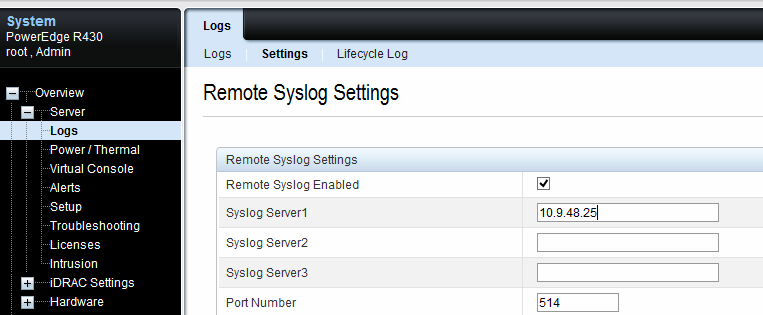 System
PowerEdge R430
root , Admin
Overview
Server
Logs
Power / Thermal
Virtual Console
Alerts
Setup
Troubleshooting
Licenses
Intrusion
iDRAC Settings
Hardware
Logs
Logs Settings Lifecycle Log
Remote Syslog Settings
Remote Syslog Settings
Remote Syslog Enabled
Syslog Server1 10.9.48.25
Syslog Server2
Syslog Server3
Port Number 514